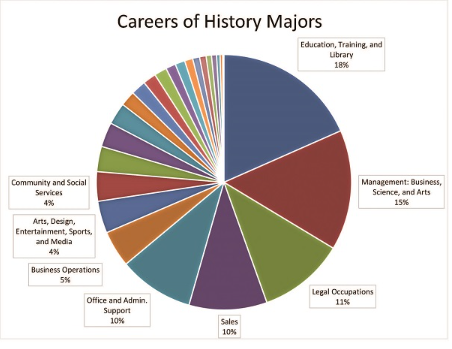 Careers of History Majors
Education, Training, and
Library
18%
Management: Business,
Science, and Arts
15%
Legal Occupations
11%
Sales
10%
Office and Admin.
Support
10%
Business Operations
5%
Arts, Design,
Entertainment, Sports,
and Media
4%
Community and Social
Services
4%